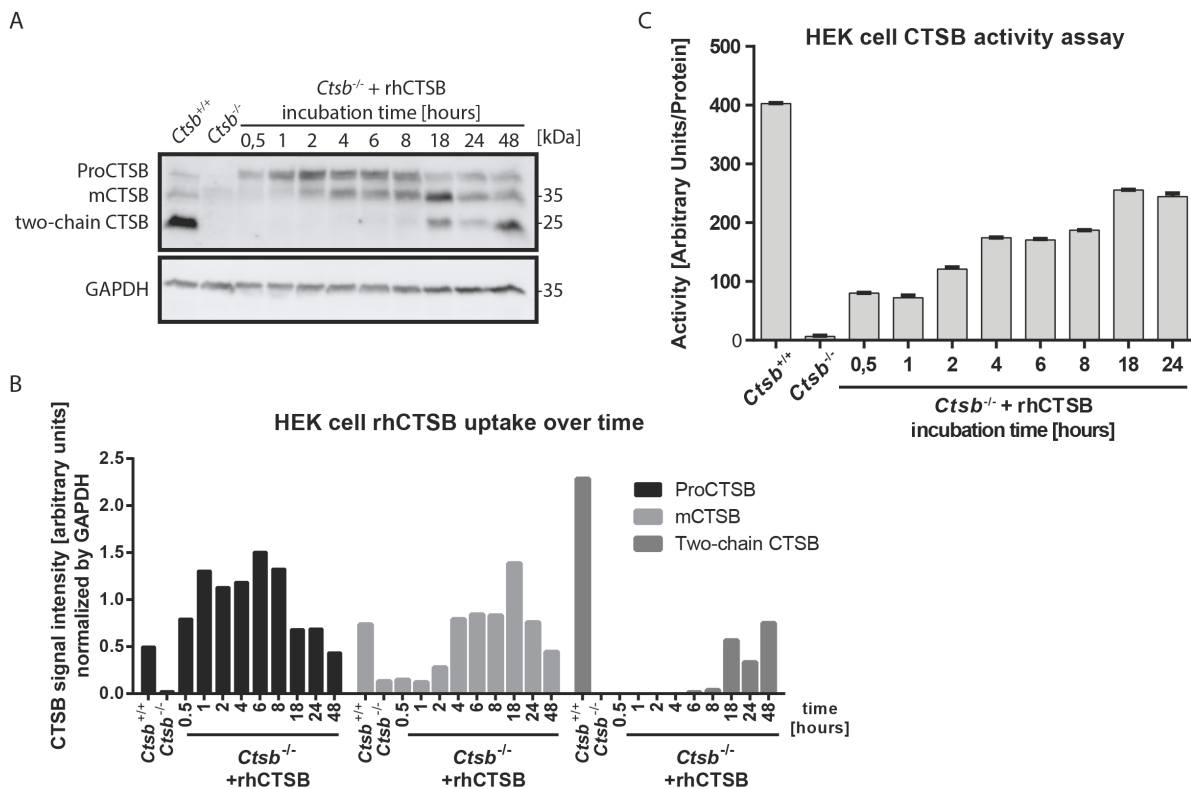 A
Ctsb-/- + rhCTSB
incubation time [hours]
Ctsb+/+ Ctsb-/- 0,5 1 2 4 6 8 18 24 48 [kDa]
ProCTSB
mCTSB -35
two-chain CTSB -25
GAPDH -35
C
HEK cell CTSB activity assay
Activity [Arbitrary Units/Protein]
500
400
300
200
100
0
Ctsb+/+ Ctsb-/- 0,5 1 2 4 6 8 18 24
Ctsb-/- + rhCTSB
incubation time [hours]
B
HEK cell rhCTSB uptake over time
CTSB signal intensity [arbitrary units]
normalized by GAPDH
2.5
2.0
1.5
1.0
0.5
0.0
ProCTSB
mCTSB
Two-chain CTSB
Ctsb+/+ Ctsb-/- 0.5 1 2 4 6 8 18 24 48 Ctsb+/+ Ctsb-/- 0.5 1 2 4 6 8 18 24 48 Ctsb+/+ Ctsb-/- 0.5 1 2 4 6 8 18 24 48
time
[hours]
Ctsb-/- Ctsb-/- Ctsb-/-
+rhCTSB +rhCTSB +rhCTSB